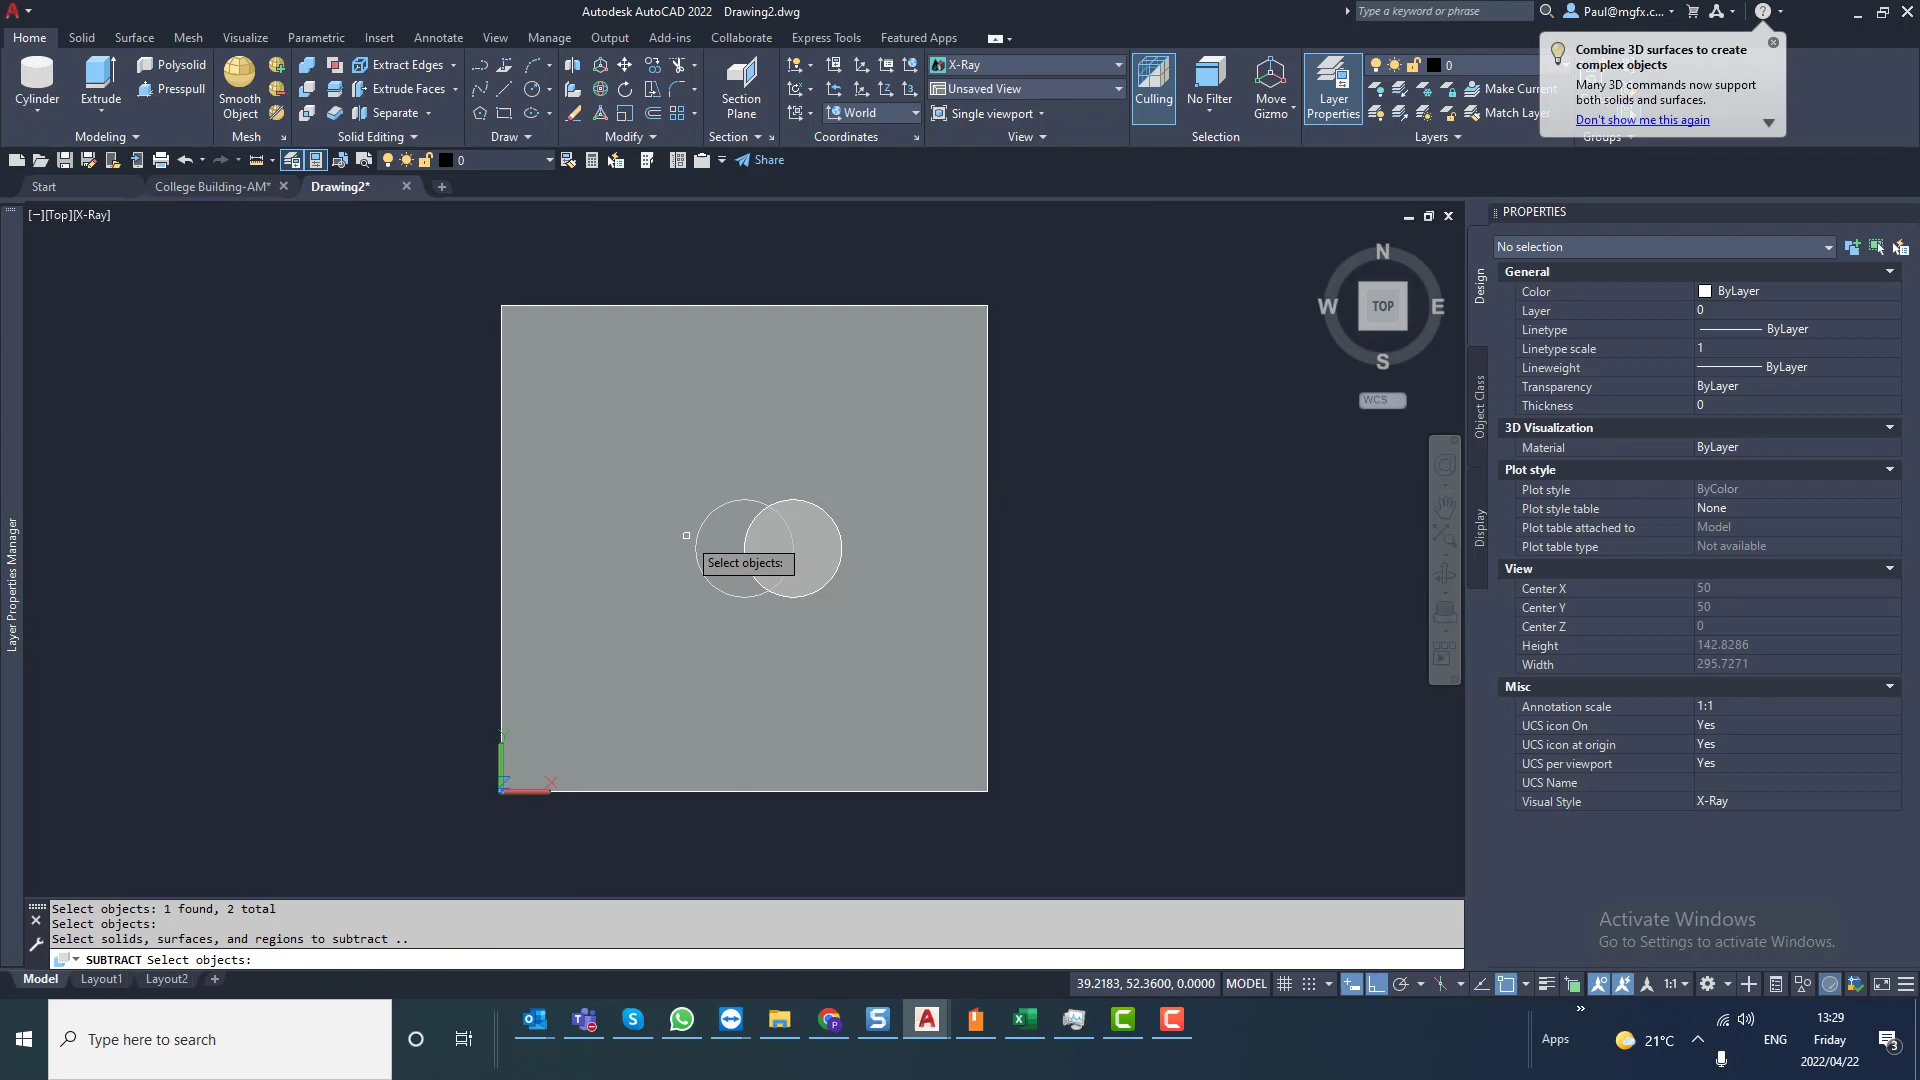 Autodesk AutoCAD 2022 Drawing2.dwg
Type a keyword or phrase
Paul@mgfx.c...
Home Solid Surface Mesh Visualize Parametric Insert Annotate View Manage Output Add-ins Collaborate Express Tools Featured Apps
Cylinder
Extrude
Polysolid
Presspull
Modeling
Smooth
Object
Mesh
Extract Edges
Extrude Faces
Separate
Solid Editing
Draw
Modify
Section
Plane
Section
World
Coordinates
X-Ray
Unsaved View
Single viewport
View
Culling
No Filter
Move
Gizmo
Selection
Layer
Properties
0
Make Current
Match Layer
Layers
Groups
Combine 3D surfaces to create
complex objects
Many 3D commands now support
both solids and surfaces.
Don't show me this again
0
Share
Start
College Building-AM*
Drawing2*
[−][Top][X-Ray]
N
W
TOP
E
S
WCS
Select objects:
Y
Z
X
Layer Properties Manager
PROPERTIES
No selection
Design
Object Class
Display
General
Color ByLayer
Layer 0
Linetype ByLayer
Linetype scale 1
Lineweight ByLayer
Transparency ByLayer
Thickness 0
3D Visualization
Material ByLayer
Plot style
Plot style ByColor
Plot style table None
Plot table attached to Model
Plot table type Not available
View
Center X 50
Center Y 50
Center Z 0
Height 142.8286
Width 295.7271
Misc
Annotation scale 1:1
UCS icon On Yes
UCS icon at origin Yes
UCS per viewport Yes
UCS Name
Visual Style X-Ray
Select objects: 1 found, 2 total
Select objects:
Select solids, surfaces, and regions to subtract ..
SUBTRACT Select objects:
Activate Windows
Go to Settings to activate Windows.
Model Layout1 Layout2
39.2183, 52.3600, 0.0000 MODEL
1:1
Type here to search
Apps
21°C
ENG
13:29
Friday
2022/04/22
3